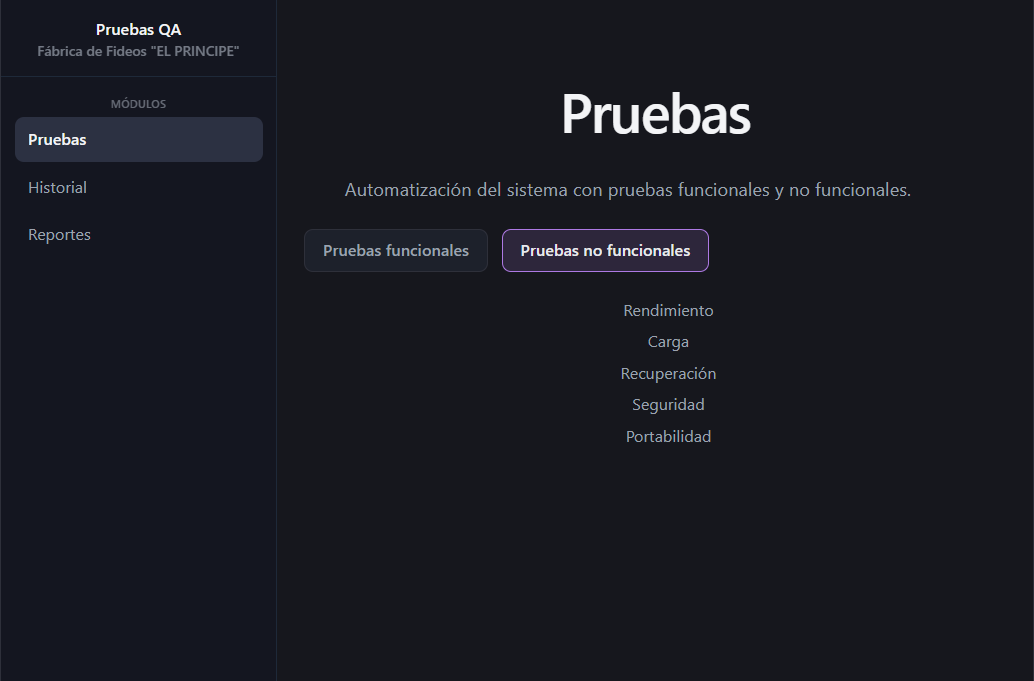 Pruebas QA
Fábrica de Fideos "EL PRINCIPE"
MÓDULOS
Pruebas
Historial
Reportes
Pruebas
Automatización del sistema con pruebas funcionales y no funcionales.
Pruebas funcionales
Pruebas no funcionales
Rendimiento
Carga
Recuperación
Seguridad
Portabilidad